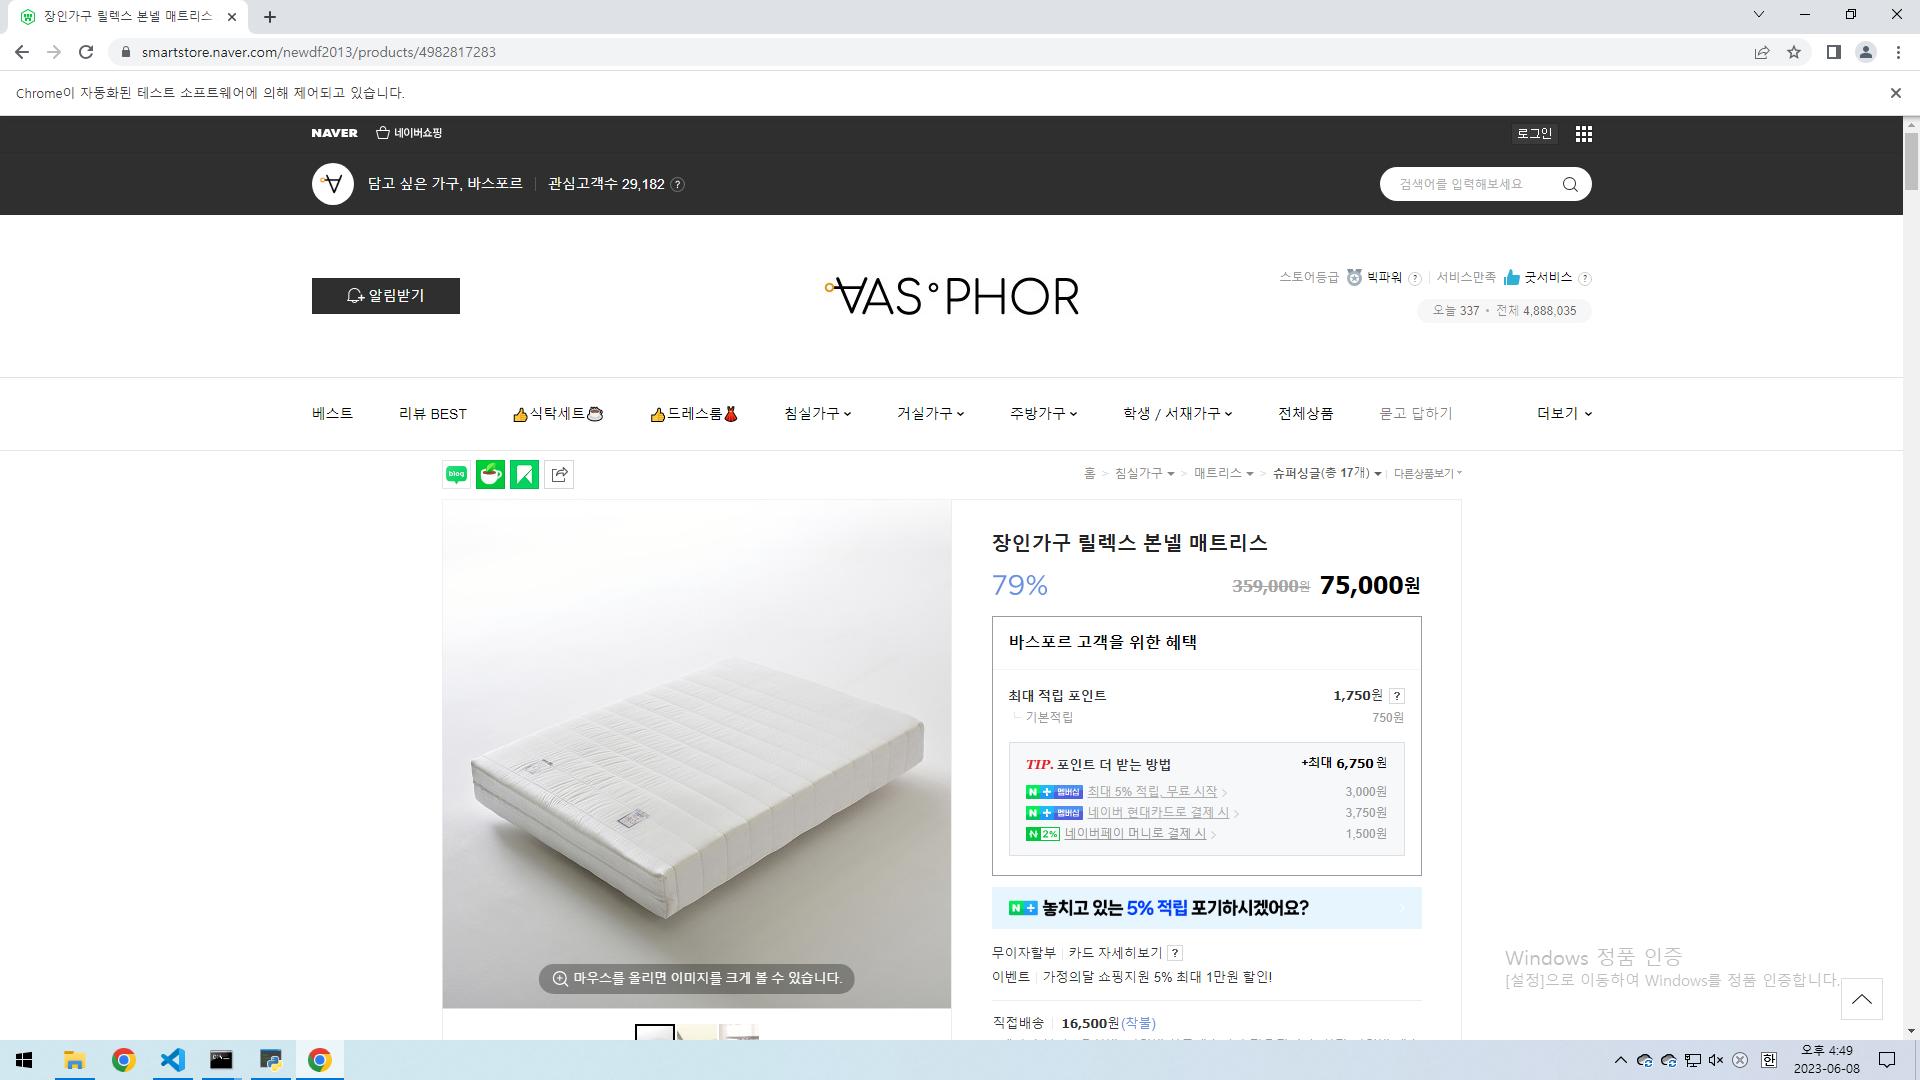 장인가구 릴렉스 본넬 매트리스
smartstore.naver.com/newdf2013/products/4982817283
Chrome이 자동화된 테스트 소프트웨어에 의해 제어되고 있습니다.
NAVER 네이버쇼핑
로그인
담고 싶은 가구, 바스포르 관심고객수 29,182 ?
검색어를 입력해보세요
알림받기
VAS°PHOR
스토어등급 빅파워 ? 서비스만족 굿서비스 ?
오늘 337 • 전체 4,888,035
베스트 리뷰 BEST 👍식탁세트☕ 👍드레스룸👗 침실가구 거실가구 주방가구 학생 / 서재가구 전체상품 묻고 답하기 더보기
blog
홈 > 침실가구 > 매트리스 > 슈퍼싱글(총 17개) 다른상품보기
장인가구 릴렉스 본넬 매트리스
79% 359,000원 75,000원
바스포르 고객을 위한 혜택
최대 적립 포인트 1,750원 ?
기본적립 750원
TIP. 포인트 더 받는 방법 +최대 6,750 원
N + 멤버십 최대 5% 적립, 무료 시작 > 3,000원
N + 멤버십 네이버 현대카드로 결제 시 > 3,750원
N 2% 네이버페이 머니로 결제 시 > 1,500원
N + 놓치고 있는 5% 적립 포기하시겠어요?
마우스를 올리면 이미지를 크게 볼 수 있습니다.
무이자할부 카드 자세히보기 ?
이벤트 가정의달 쇼핑지원 5% 최대 1만원 할인!
직접배송 16,500원(착불)
Windows 정품 인증
[설정]으로 이동하여 Windows를 정품 인증합니다.
한
오후 4:49
2023-06-08